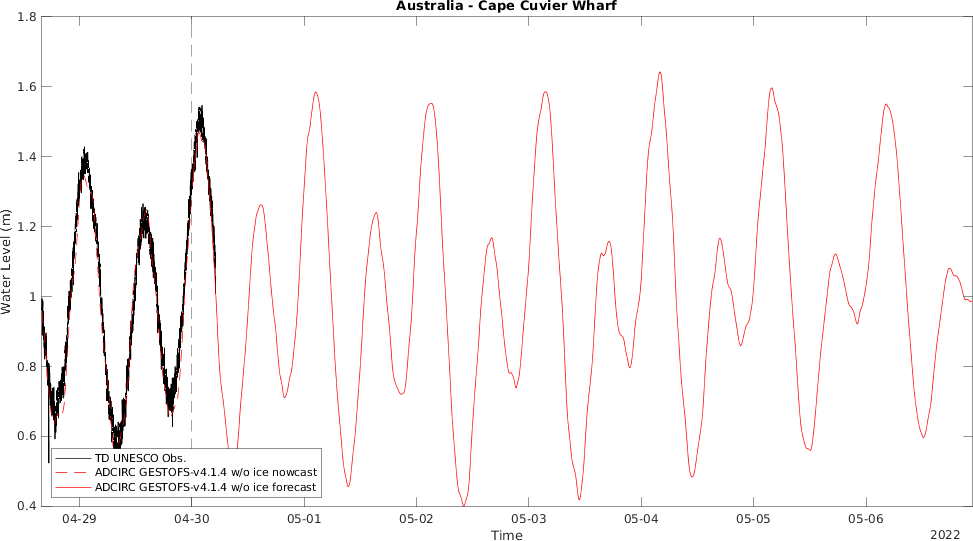 Australia - Cape Cuvier Wharf
Water Level (m)
1.8
1.6
1.4
1.2
1
0.8
0.6
0.4
TD UNESCO Obs.
ADCIRC GESTOFS-v4.1.4 w/o ice nowcast
ADCIRC GESTOFS-v4.1.4 w/o ice forecast
04-29 04-30 05-01 05-02 05-03 05-04 05-05 05-06
Time
2022